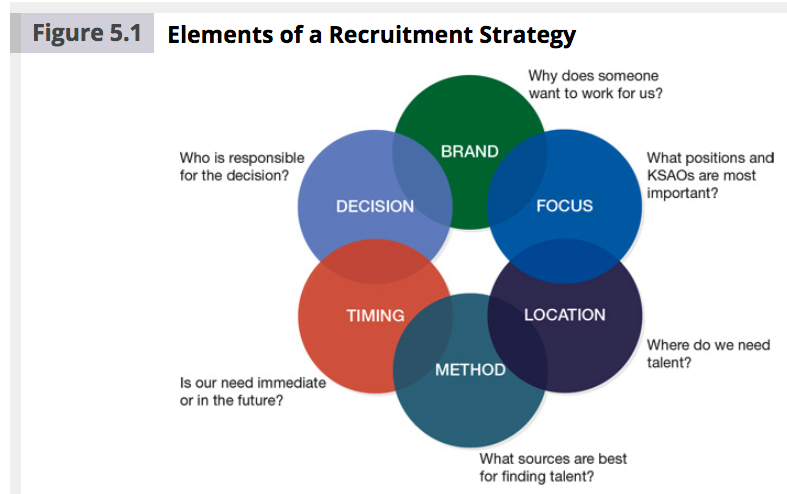 Figure 5.1 Elements of a Recruitment Strategy
Why does someone
want to work for us?
BRAND
Who is responsible
for the decision?
DECISION
What positions and
KSAOs are most
important?
FOCUS
TIMING
Is our need immediate
or in the future?
LOCATION
Where do we need
talent?
METHOD
What sources are best
for finding talent?